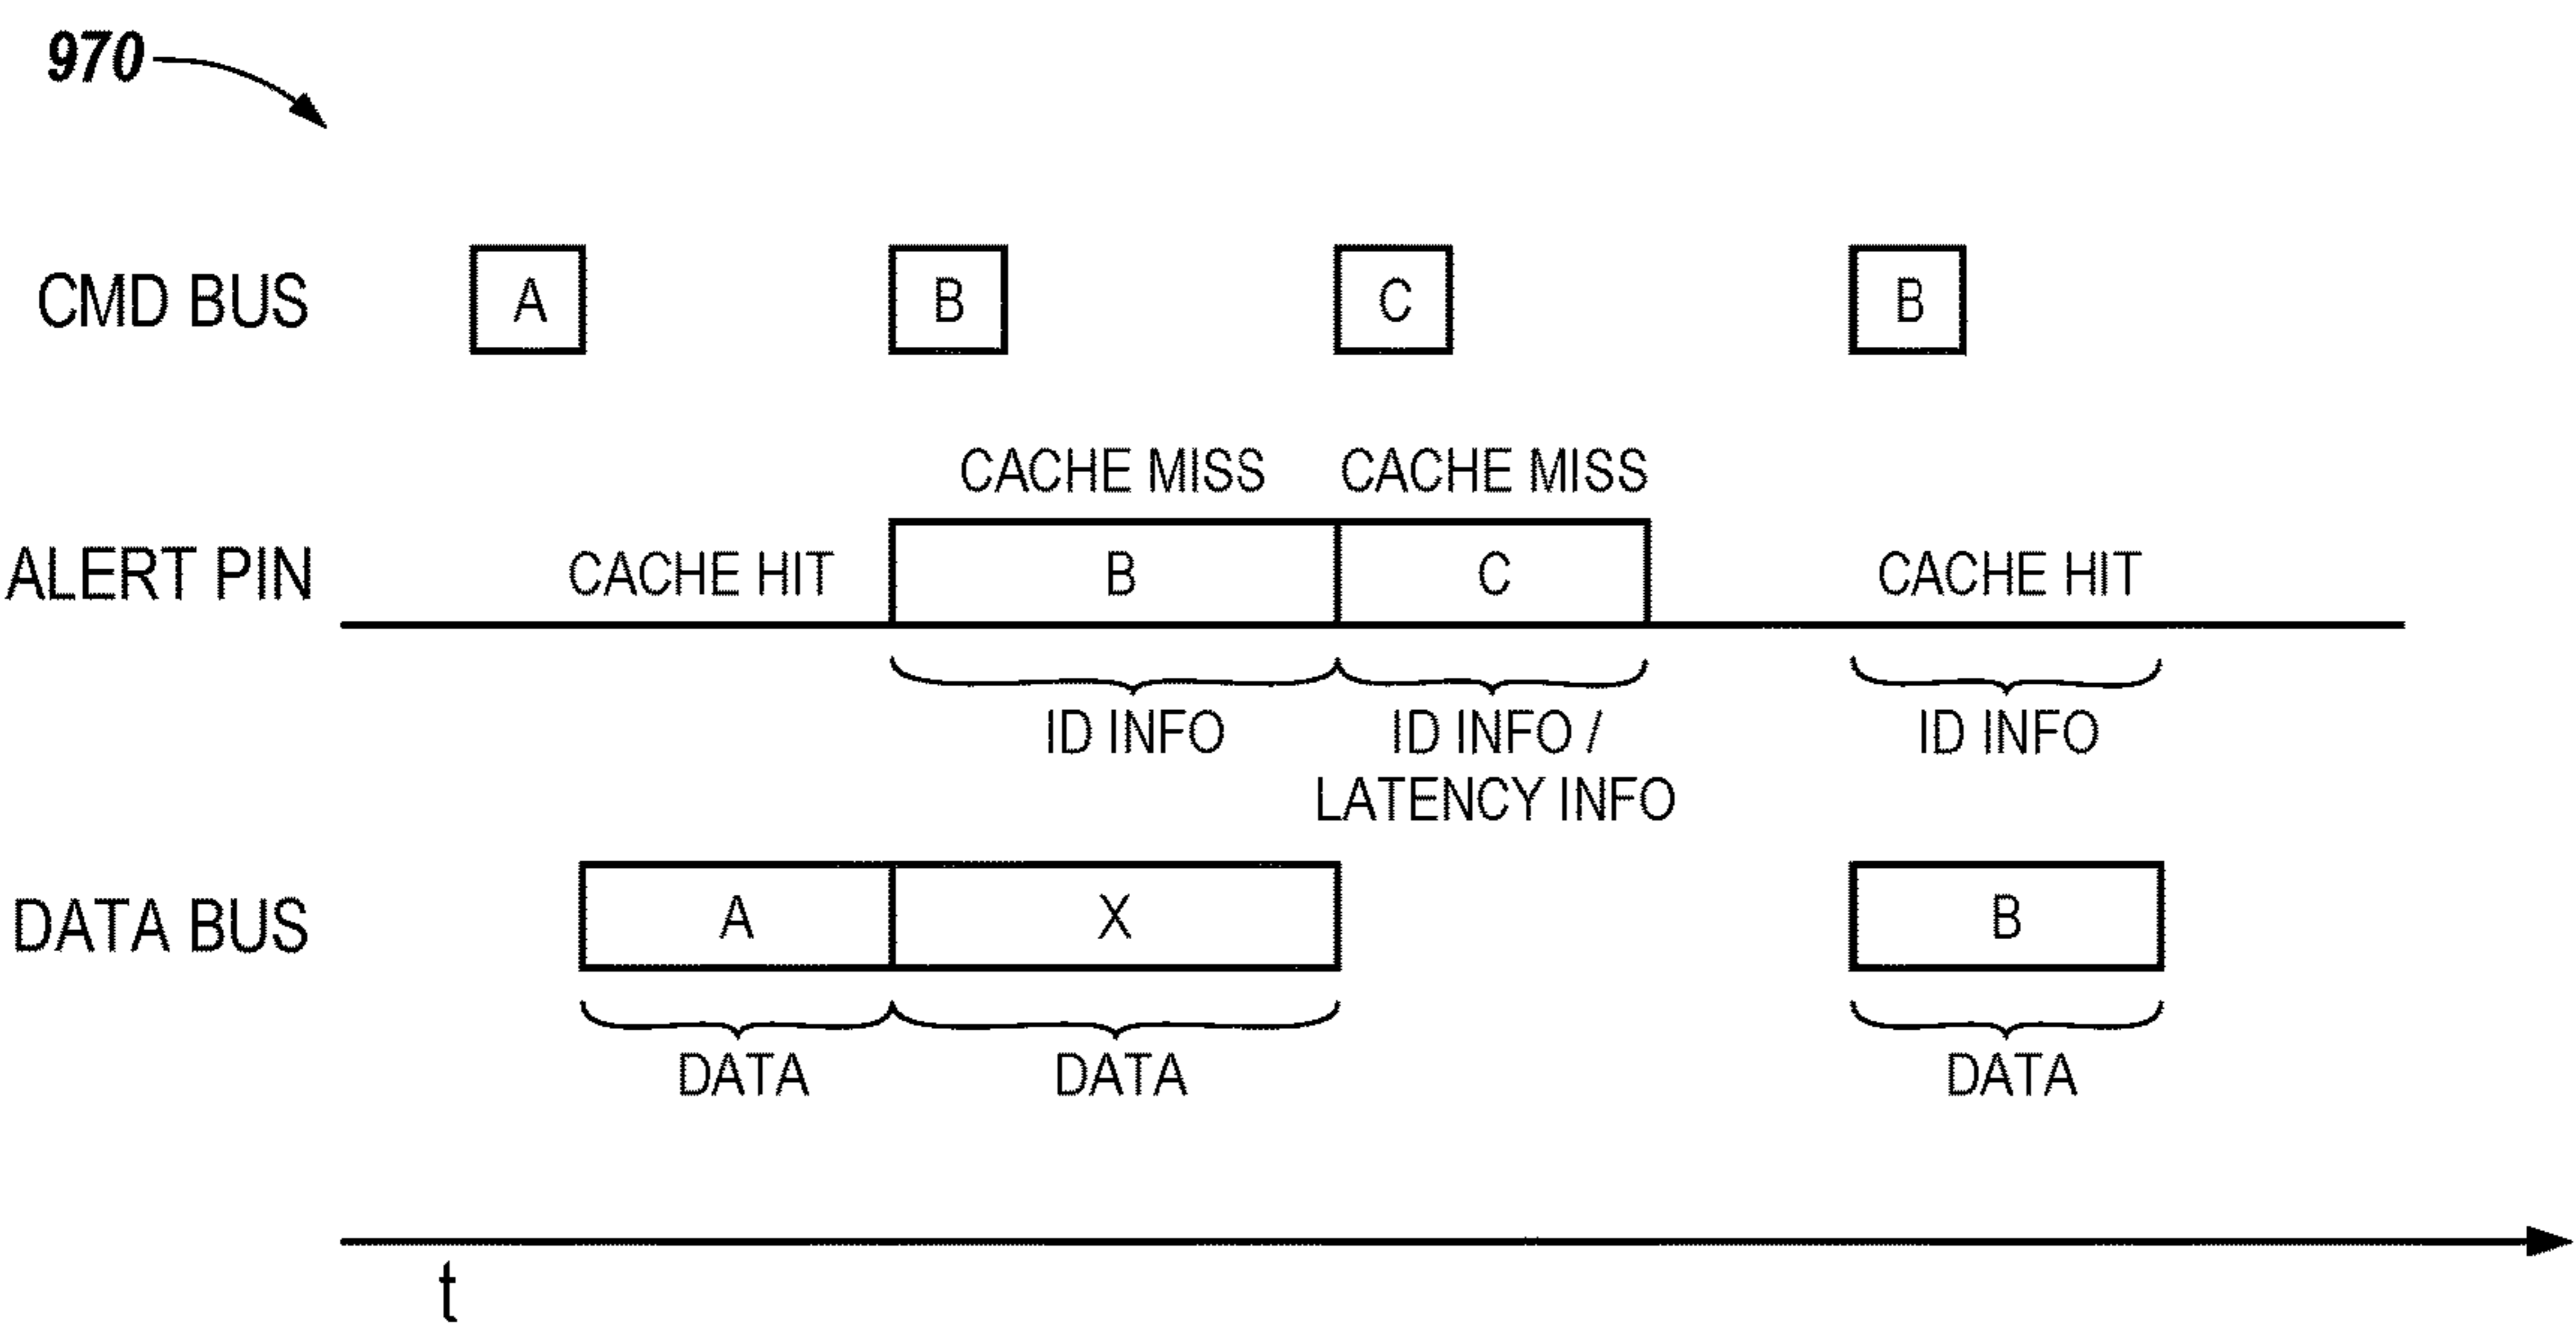 970
CMD BUS
A
B
C
B
CACHE MISS
CACHE MISS
ALERT PIN
CACHE HIT
B
C
CACHE HIT
ID INFO
ID INFO /
LATENCY INFO
ID INFO
DATA BUS
A
X
B
DATA
DATA
DATA
t